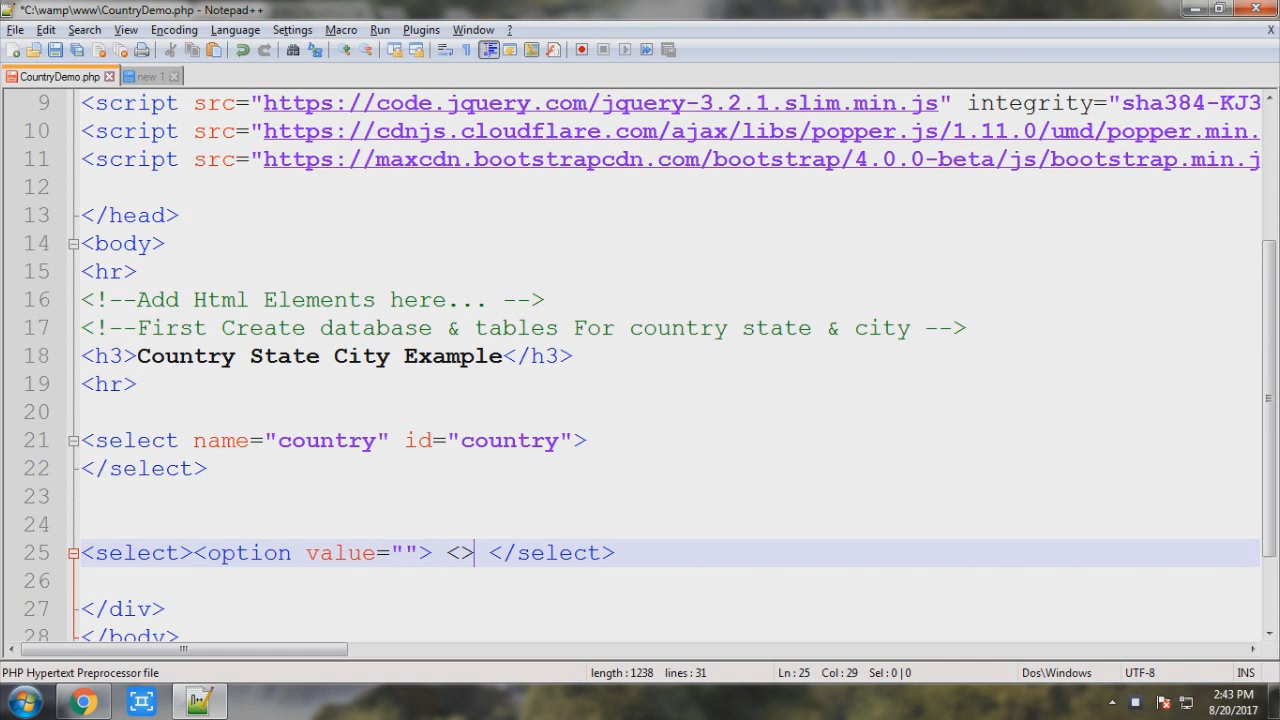 *C:\wamp\www\CountryDemo.php - Notepad++
File Edit Search View Encoding Language Settings Macro Run Plugins Window ? X
CountryDemo.php new 1
9 <script src="https://code.jquery.com/jquery-3.2.1.slim.min.js" integrity="sha384-KJ3
10 <script src="https://cdnjs.cloudflare.com/ajax/libs/popper.js/1.11.0/umd/popper.min.
11 <script src="https://maxcdn.bootstrapcdn.com/bootstrap/4.0.0-beta/js/bootstrap.min.j
12
13 </head>
14 <body>
15 <hr>
16 <!--Add Html Elements here... -->
17 <!--First Create database & tables For country state & city -->
18 <h3>Country State City Example</h3>
19 <hr>
20
21 <select name="country" id="country">
22 </select>
23
24
25 <select><option value=""> <> </select>
26
27 </div>
28 </body>
PHP Hypertext Preprocessor file length : 1238 lines : 31 Ln : 25 Col : 29 Sel : 0 | 0 Dos\Windows UTF-8 INS
2:43 PM
8/20/2017